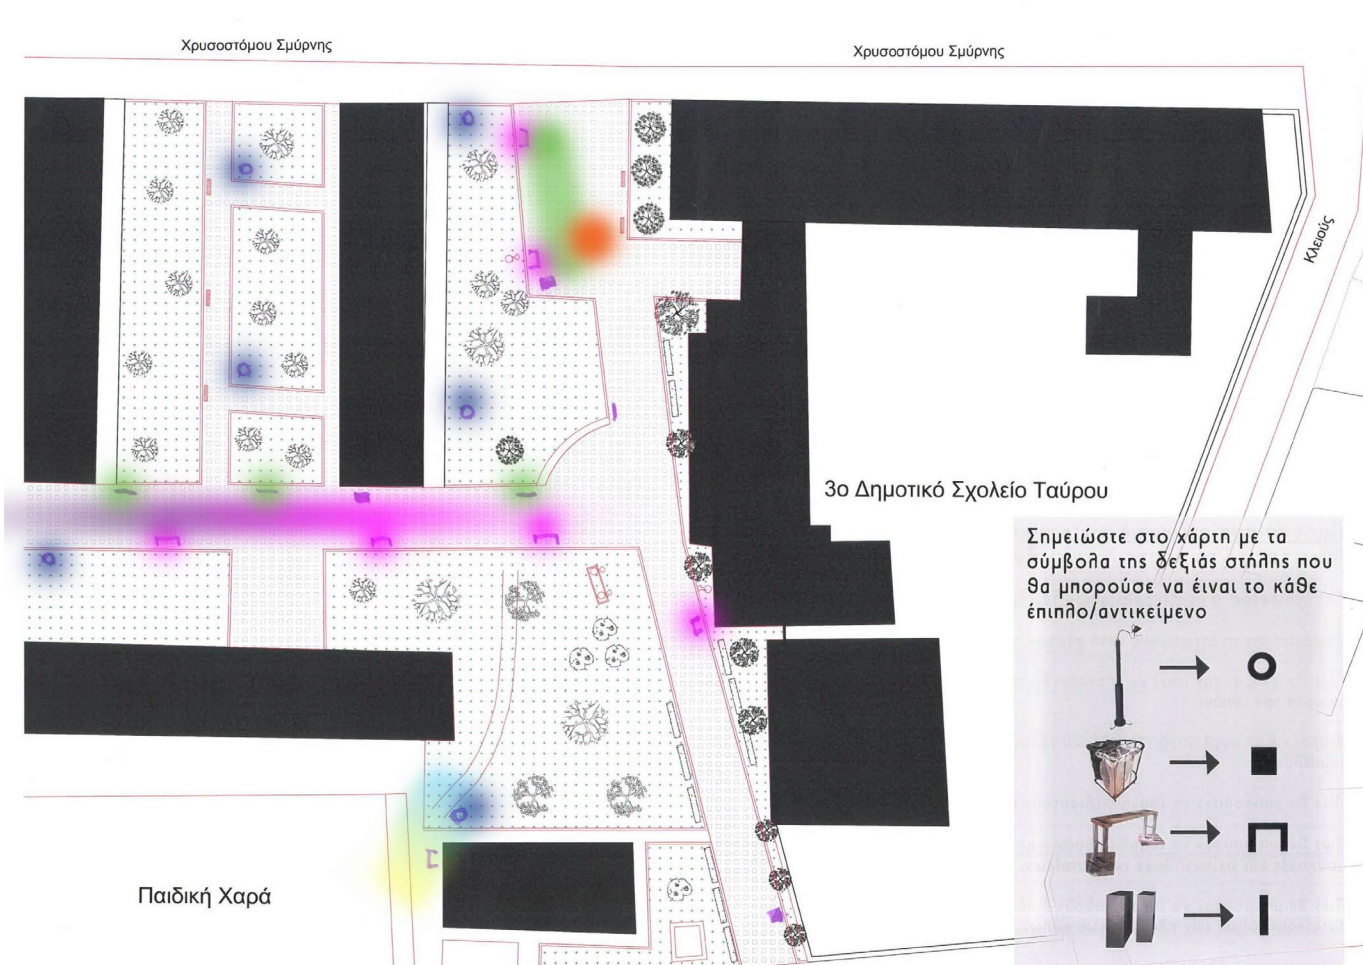 Χρυσοστόμου Σμύρνης
Χρυσοστόμου Σμύρνης
Κλειούς
3ο Δημοτικό Σχολείο Ταύρου
Σημειώστε στο χάρτη με τα
σύμβολα της δεξιάς στήλης που
θα μπορούσε να έιναι το κάθε
έπιπλο/αντικείμενο
Παιδική Χαρά